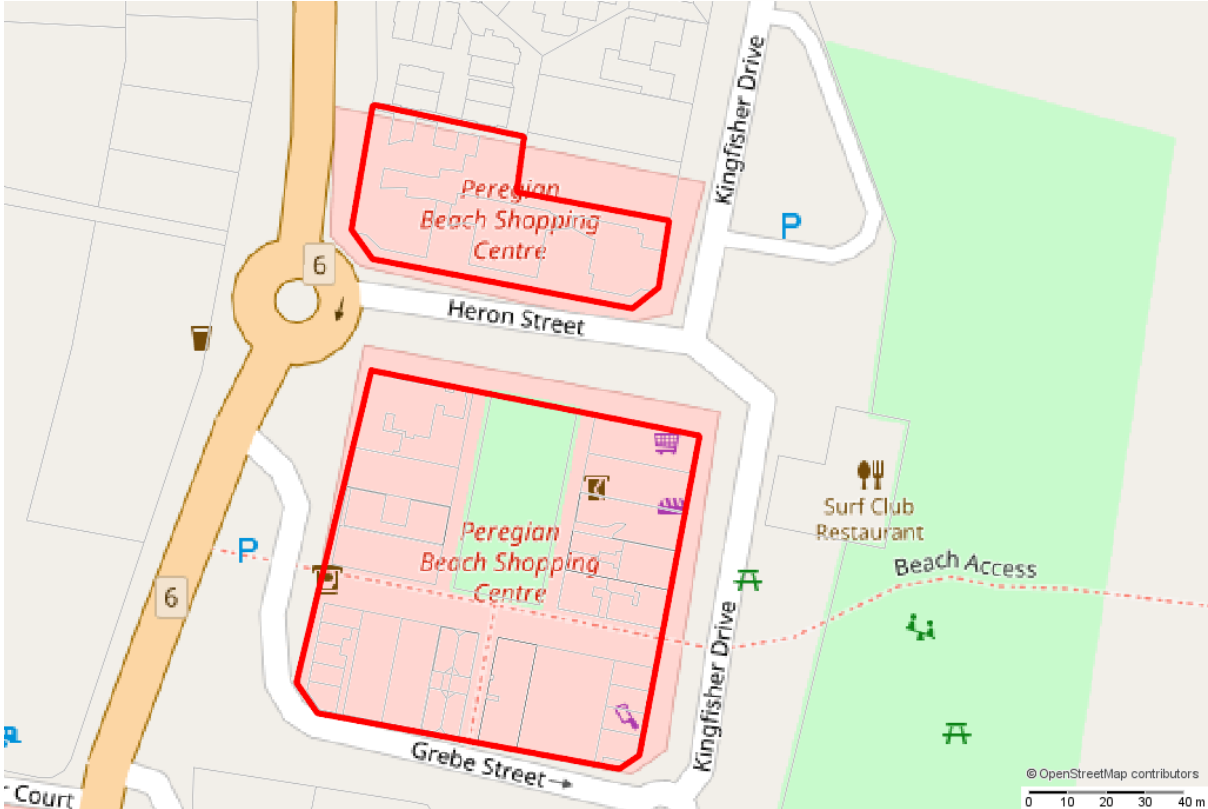 Kingfisher Drive
Peregian
Beach Shopping
Centre
P
6
Heron Street
Peregian
Beach Shopping
Centre
Surf Club
Restaurant
P
Beach Access
6
Kingfisher Drive
Grebe Street
Court
© OpenStreetMap contributors
0 10 20 30 40 m